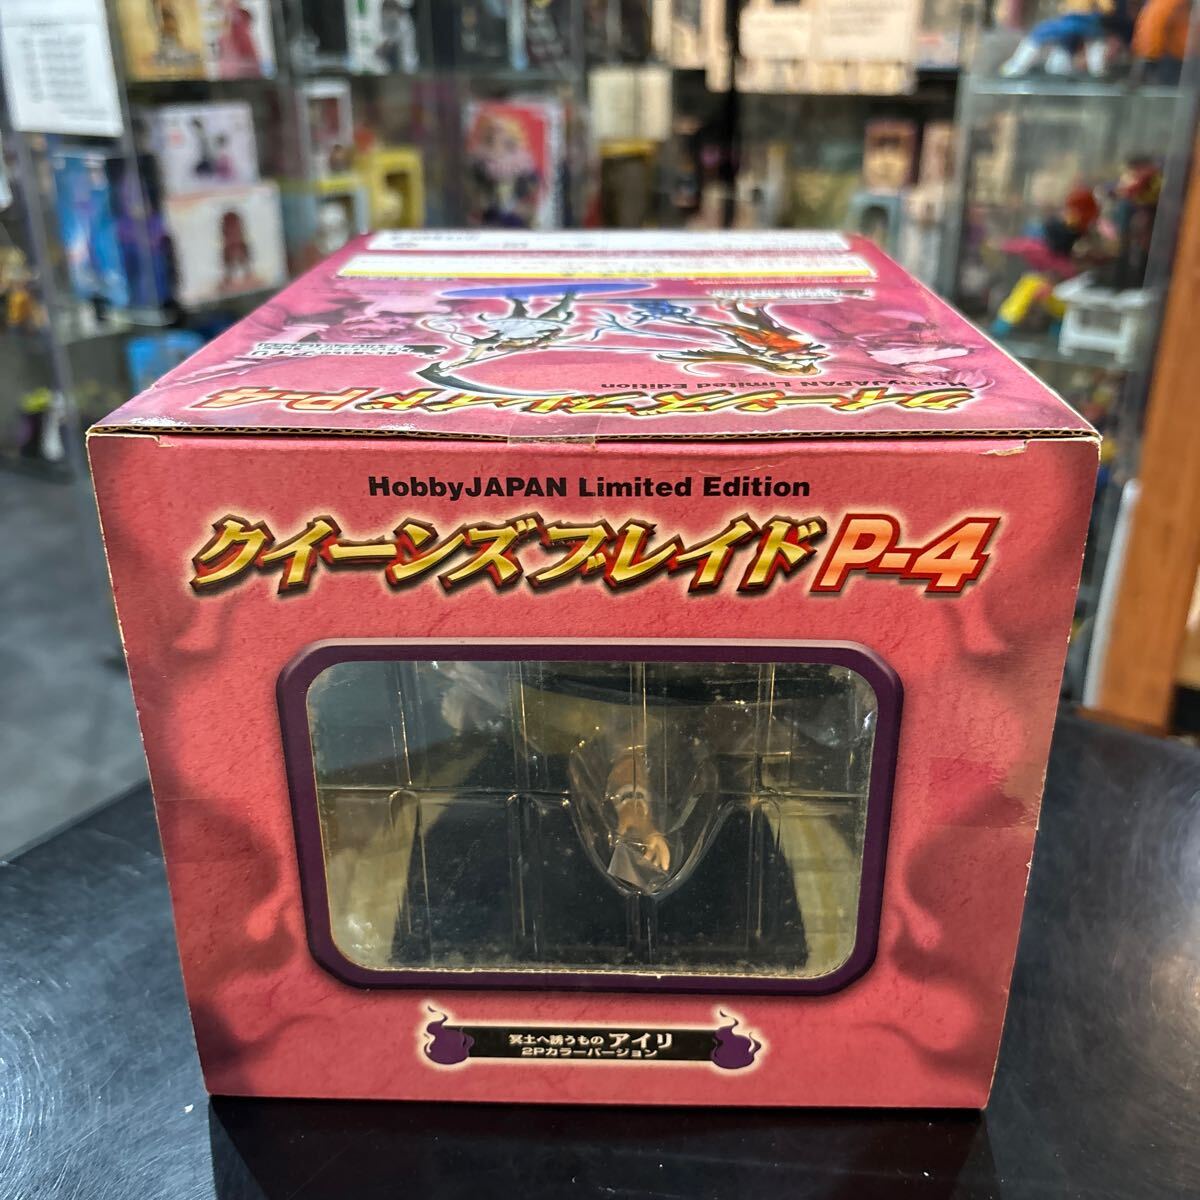 HobbyJAPAN Limited Edition
クイーンズブレイド P-4
HobbyJAPAN Limited Edition
クイーンズブレイド P-4
冥土へ誘うもの アイリ
2Pカラーバージョン